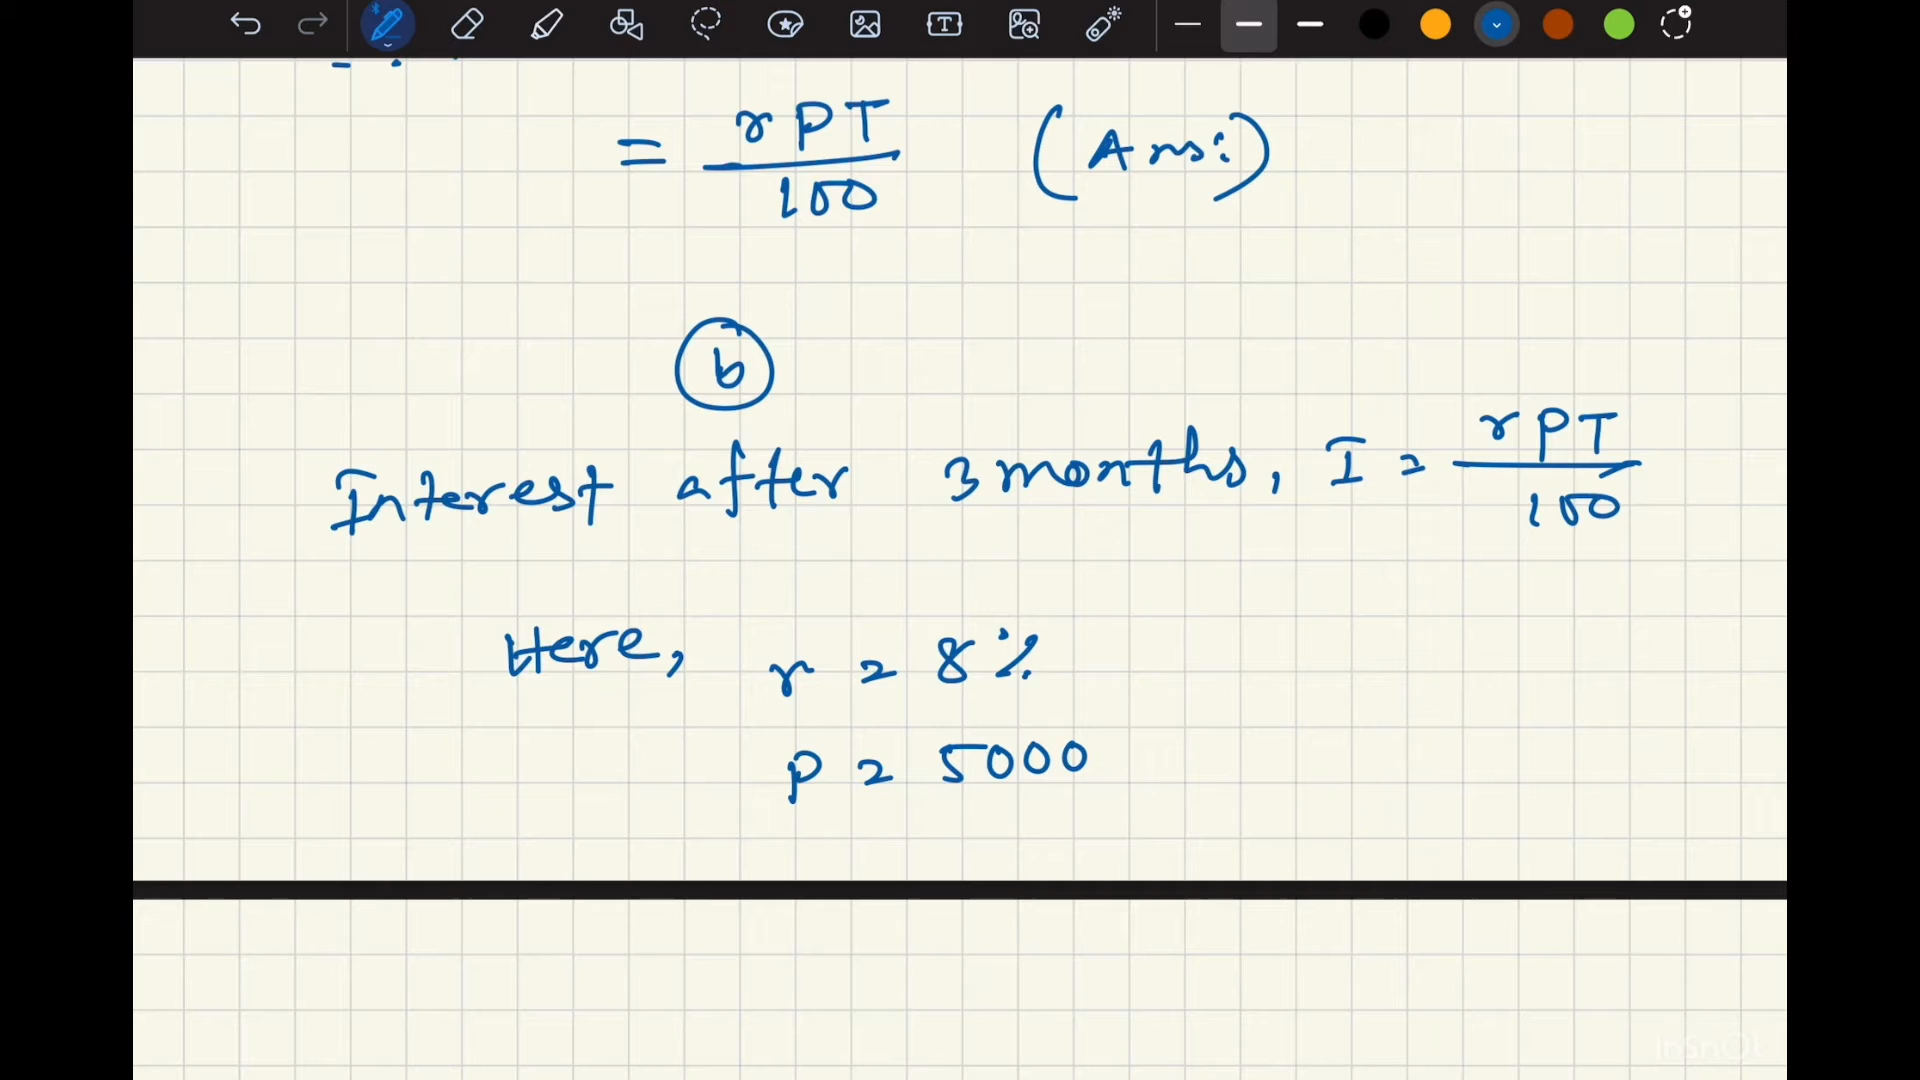 = rPT/100 (Ans:)
b
Interest after 3 months, I = rPT/100
Here, r = 8%
P = 5000